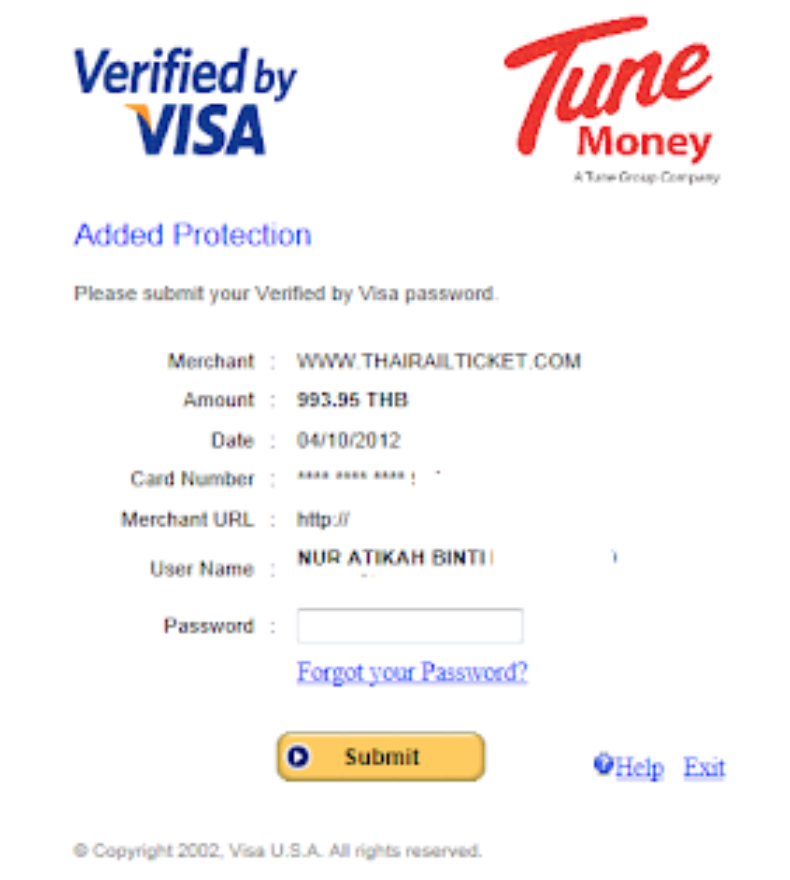 Verified by
VISA
Tune
Money
A Tune Group Company
Added Protection
Please submit your Verified by Visa password.
Merchant : WWW.THAIRAILTICKET.COM
Amount : 993.95 THB
Date : 04/10/2012
Card Number : **** **** ****
Merchant URL : http://
User Name : NUR ATIKAH BINTI
Password :
Forgot your Password?
Submit
Help Exit
© Copyright 2002, Visa U.S.A. All rights reserved.